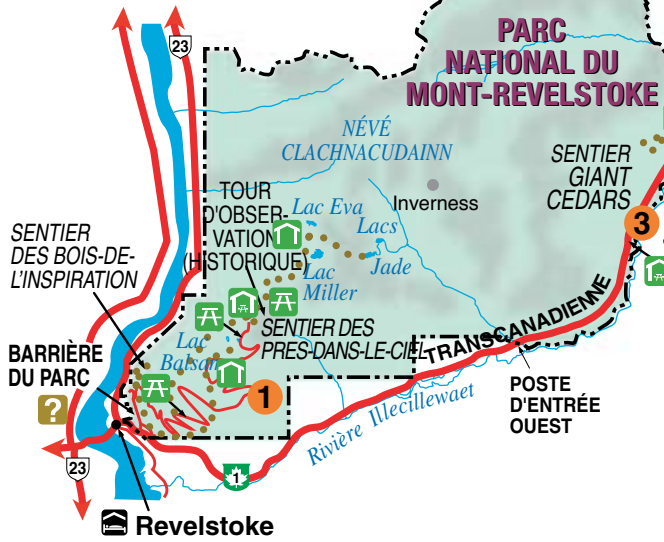 23
PARC
NATIONAL DU
MONT-REVELSTOKE
NÉVÉ
CLACHNACUDAINN
SENTIER
GIANT
CEDARS
3
TOUR
D'OBSER-
VATION
(HISTORIQUE)
Lac Eva
Inverness
Lacs
Jade
Lac
Miller
SENTIER
DES BOIS-DE-
L'INSPIRATION
SENTIER DES
PRES-DANS-LE-CIEL
TRANSCANADIENNE
Lac
Balsam
BARRIÈRE
DU PARC
1
?
POSTE
D'ENTRÉE
OUEST
Rivière Illecillewaet
23
1
Revelstoke